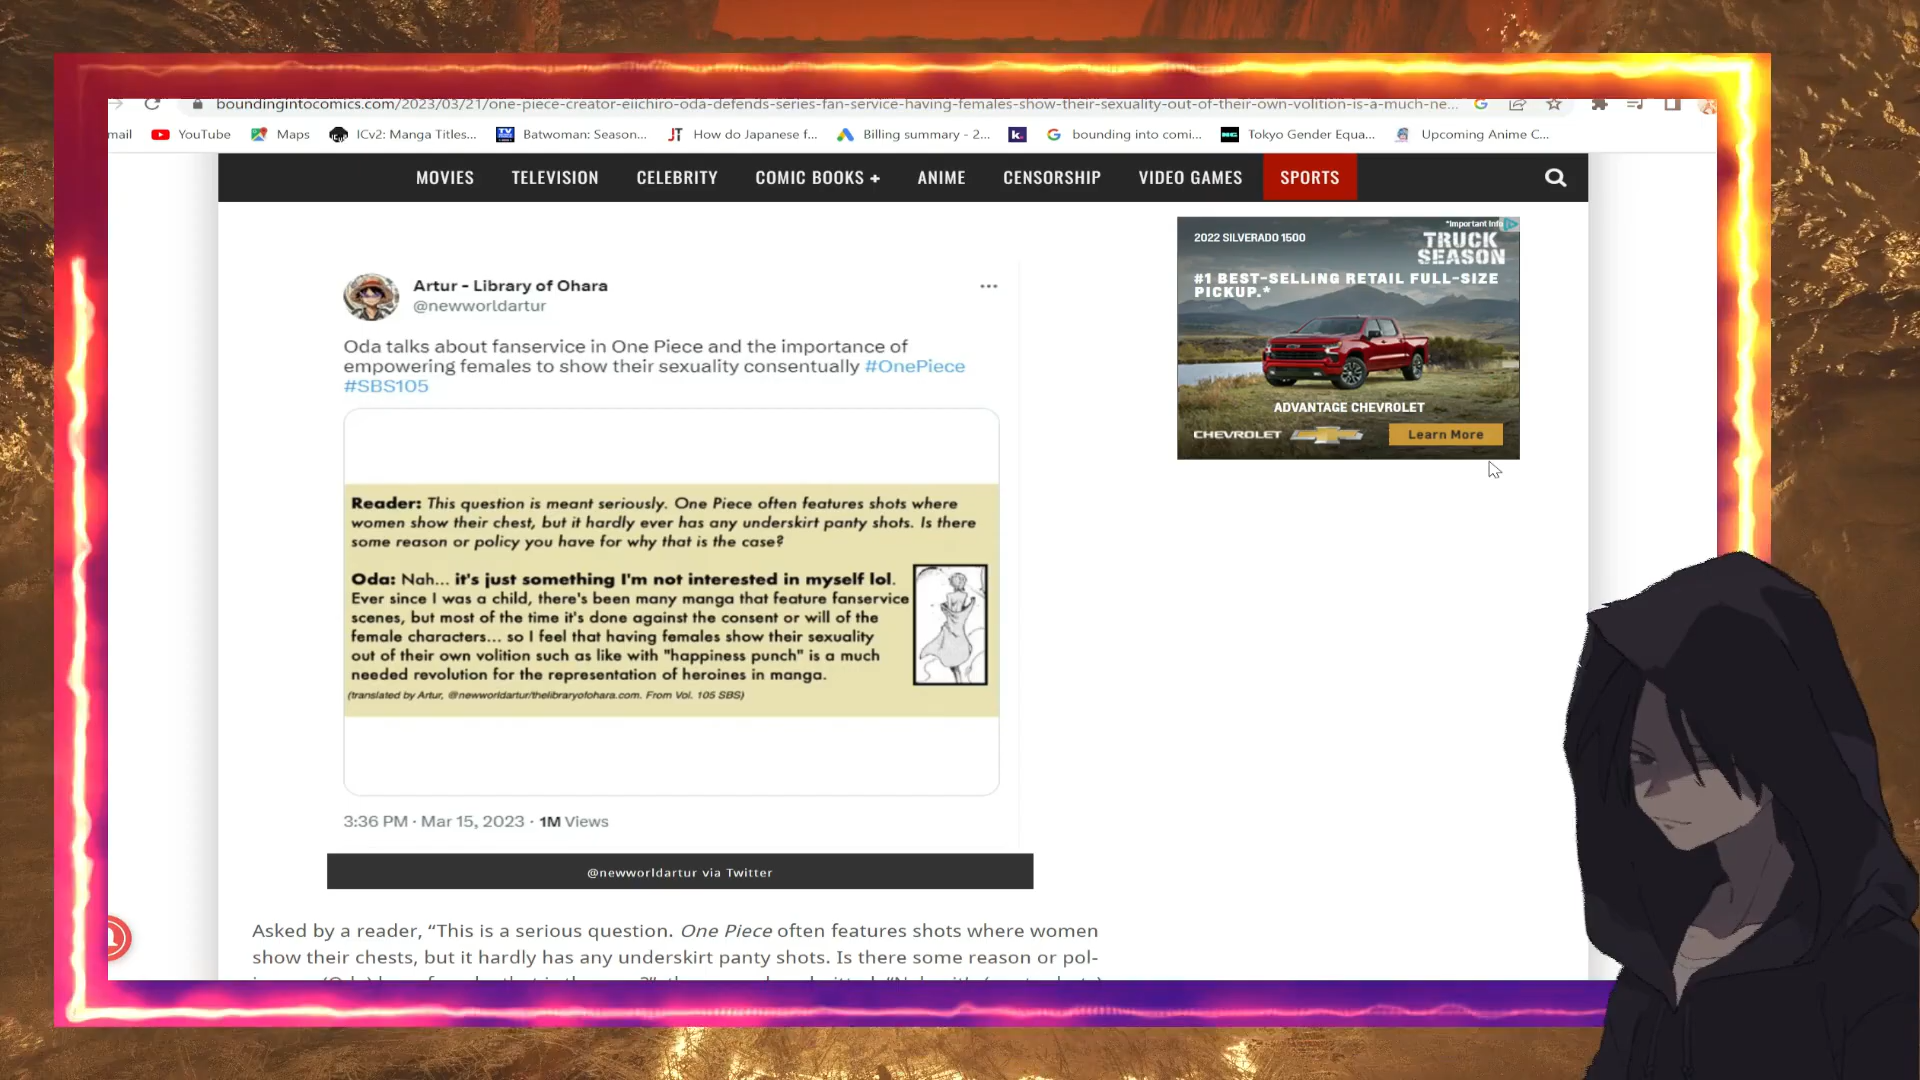 boundingintocomics.com/2023/03/21/one-piece-creator-eiichiro-oda-defends-series-fan-service-having-females-show-their-sexuality-out-of-their-own-volition-is-a-much-ne...
mail YouTube Maps ICv2: Manga Titles... Batwoman: Season... How do Japanese f... Billing summary - 2... bounding into comi... Tokyo Gender Equa... Upcoming Anime C...
MOVIES TELEVISION CELEBRITY COMIC BOOKS + ANIME CENSORSHIP VIDEO GAMES SPORTS
Artur - Library of Ohara
@newworldartur
Oda talks about fanservice in One Piece and the importance of
empowering females to show their sexuality consentually #OnePiece
#SBS105
Reader: This question is meant seriously. One Piece often features shots where
women show their chest, but it hardly ever has any underskirt panty shots. Is there
some reason or policy you have for why that is the case?
Oda: Nah... it's just something I'm not interested in myself lol.
Ever since I was a child, there's been many manga that feature fanservice
scenes, but most of the time it's done against the consent or will of the
female characters... so I feel that having females show their sexuality
out of their own volition such as like with "happiness punch" is a much
needed revolution for the representation of heroines in manga.
(translated by Artur, @newworldartur/thelibraryofohara.com. From Vol. 105 SBS)
3:36 PM · Mar 15, 2023 · 1M Views
@newworldartur via Twitter
Asked by a reader, “This is a serious question. One Piece often features shots where women
show their chests, but it hardly has any underskirt panty shots. Is there some reason or pol-
*Important Info
2022 SILVERADO 1500
TRUCK
SEASON
#1 BEST-SELLING RETAIL FULL-SIZE
PICKUP.*
ADVANTAGE CHEVROLET
CHEVROLET
Learn More